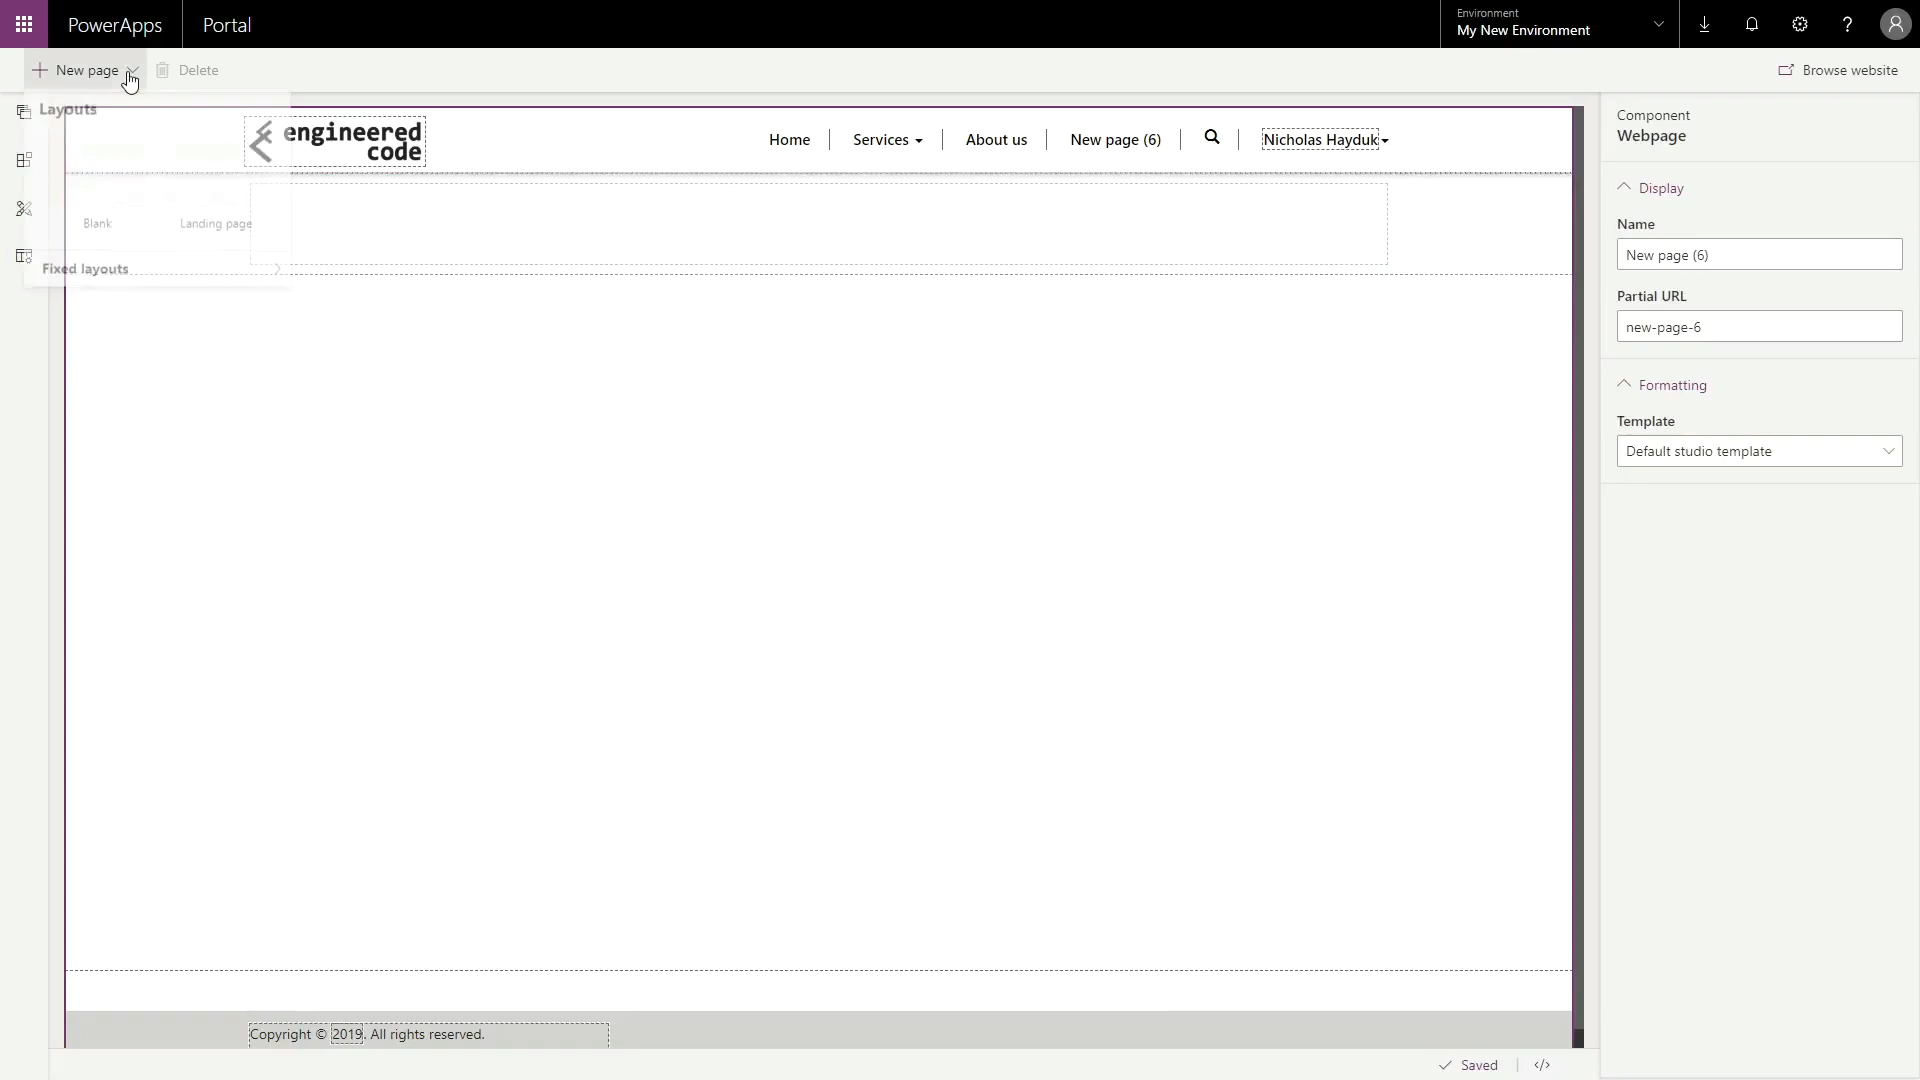 PowerApps
Portal
Environment
My New Environment
?
New page
Delete
Browse website
Layouts
Blank
Landing page
Fixed layouts
engineered
code
Home
Services
About us
New page (6)
Nicholas Hayduk
Copyright © 2019. All rights reserved.
Component
Webpage
Display
Name
New page (6)
Partial URL
new-page-6
Formatting
Template
Default studio template
Saved
</>